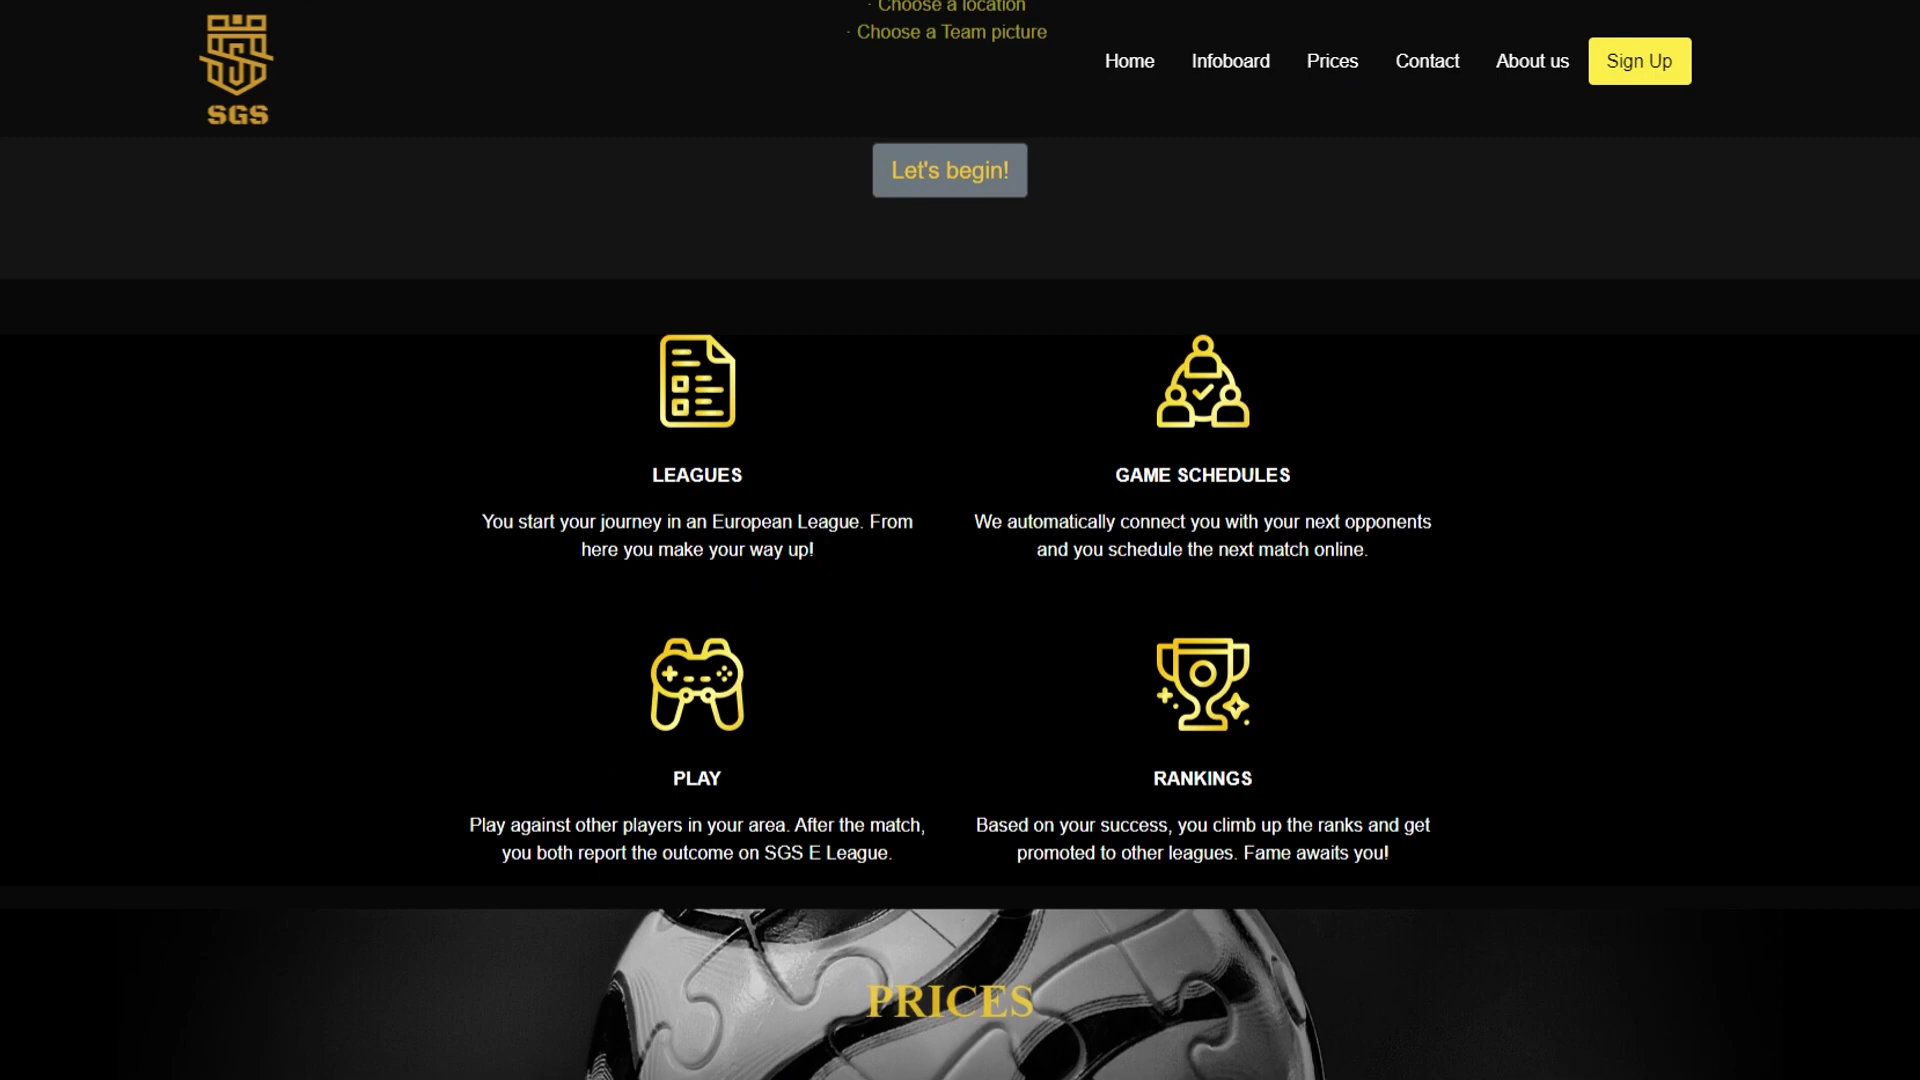 · Choose a location
· Choose a Team picture
SGS
Home Infoboard Prices Contact About us Sign Up
Let's begin!
LEAGUES
You start your journey in an European League. From
here you make your way up!
GAME SCHEDULES
We automatically connect you with your next opponents
and you schedule the next match online.
PLAY
Play against other players in your area. After the match,
you both report the outcome on SGS E League.
RANKINGS
Based on your success, you climb up the ranks and get
promoted to other leagues. Fame awaits you!
PRICES